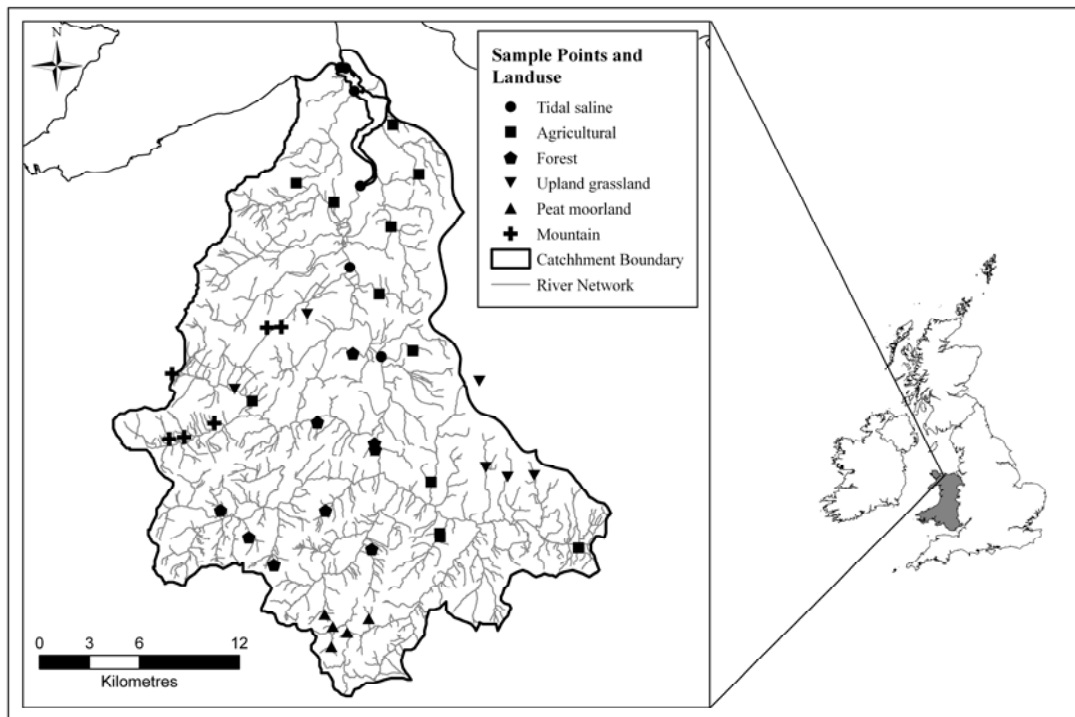 N
Sample Points and
Landuse
Tidal saline
Agricultural
Forest
Upland grassland
Peat moorland
Mountain
Catchhment Boundary
River Network
0 3 6 12
Kilometres